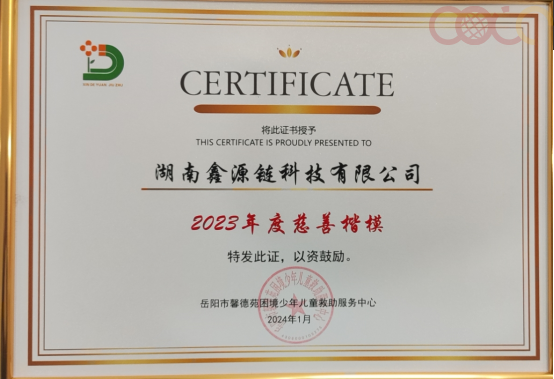 COC
CERTIFICATE
将此证书授予
THIS CERTIFICATE IS PROUDLY PRESENTED TO
湖南鑫源链科技有限公司
2023年度慈善楷模
特发此证，以资鼓励。
岳阳市馨德苑困境少年儿童救助服务中心
2024年1月